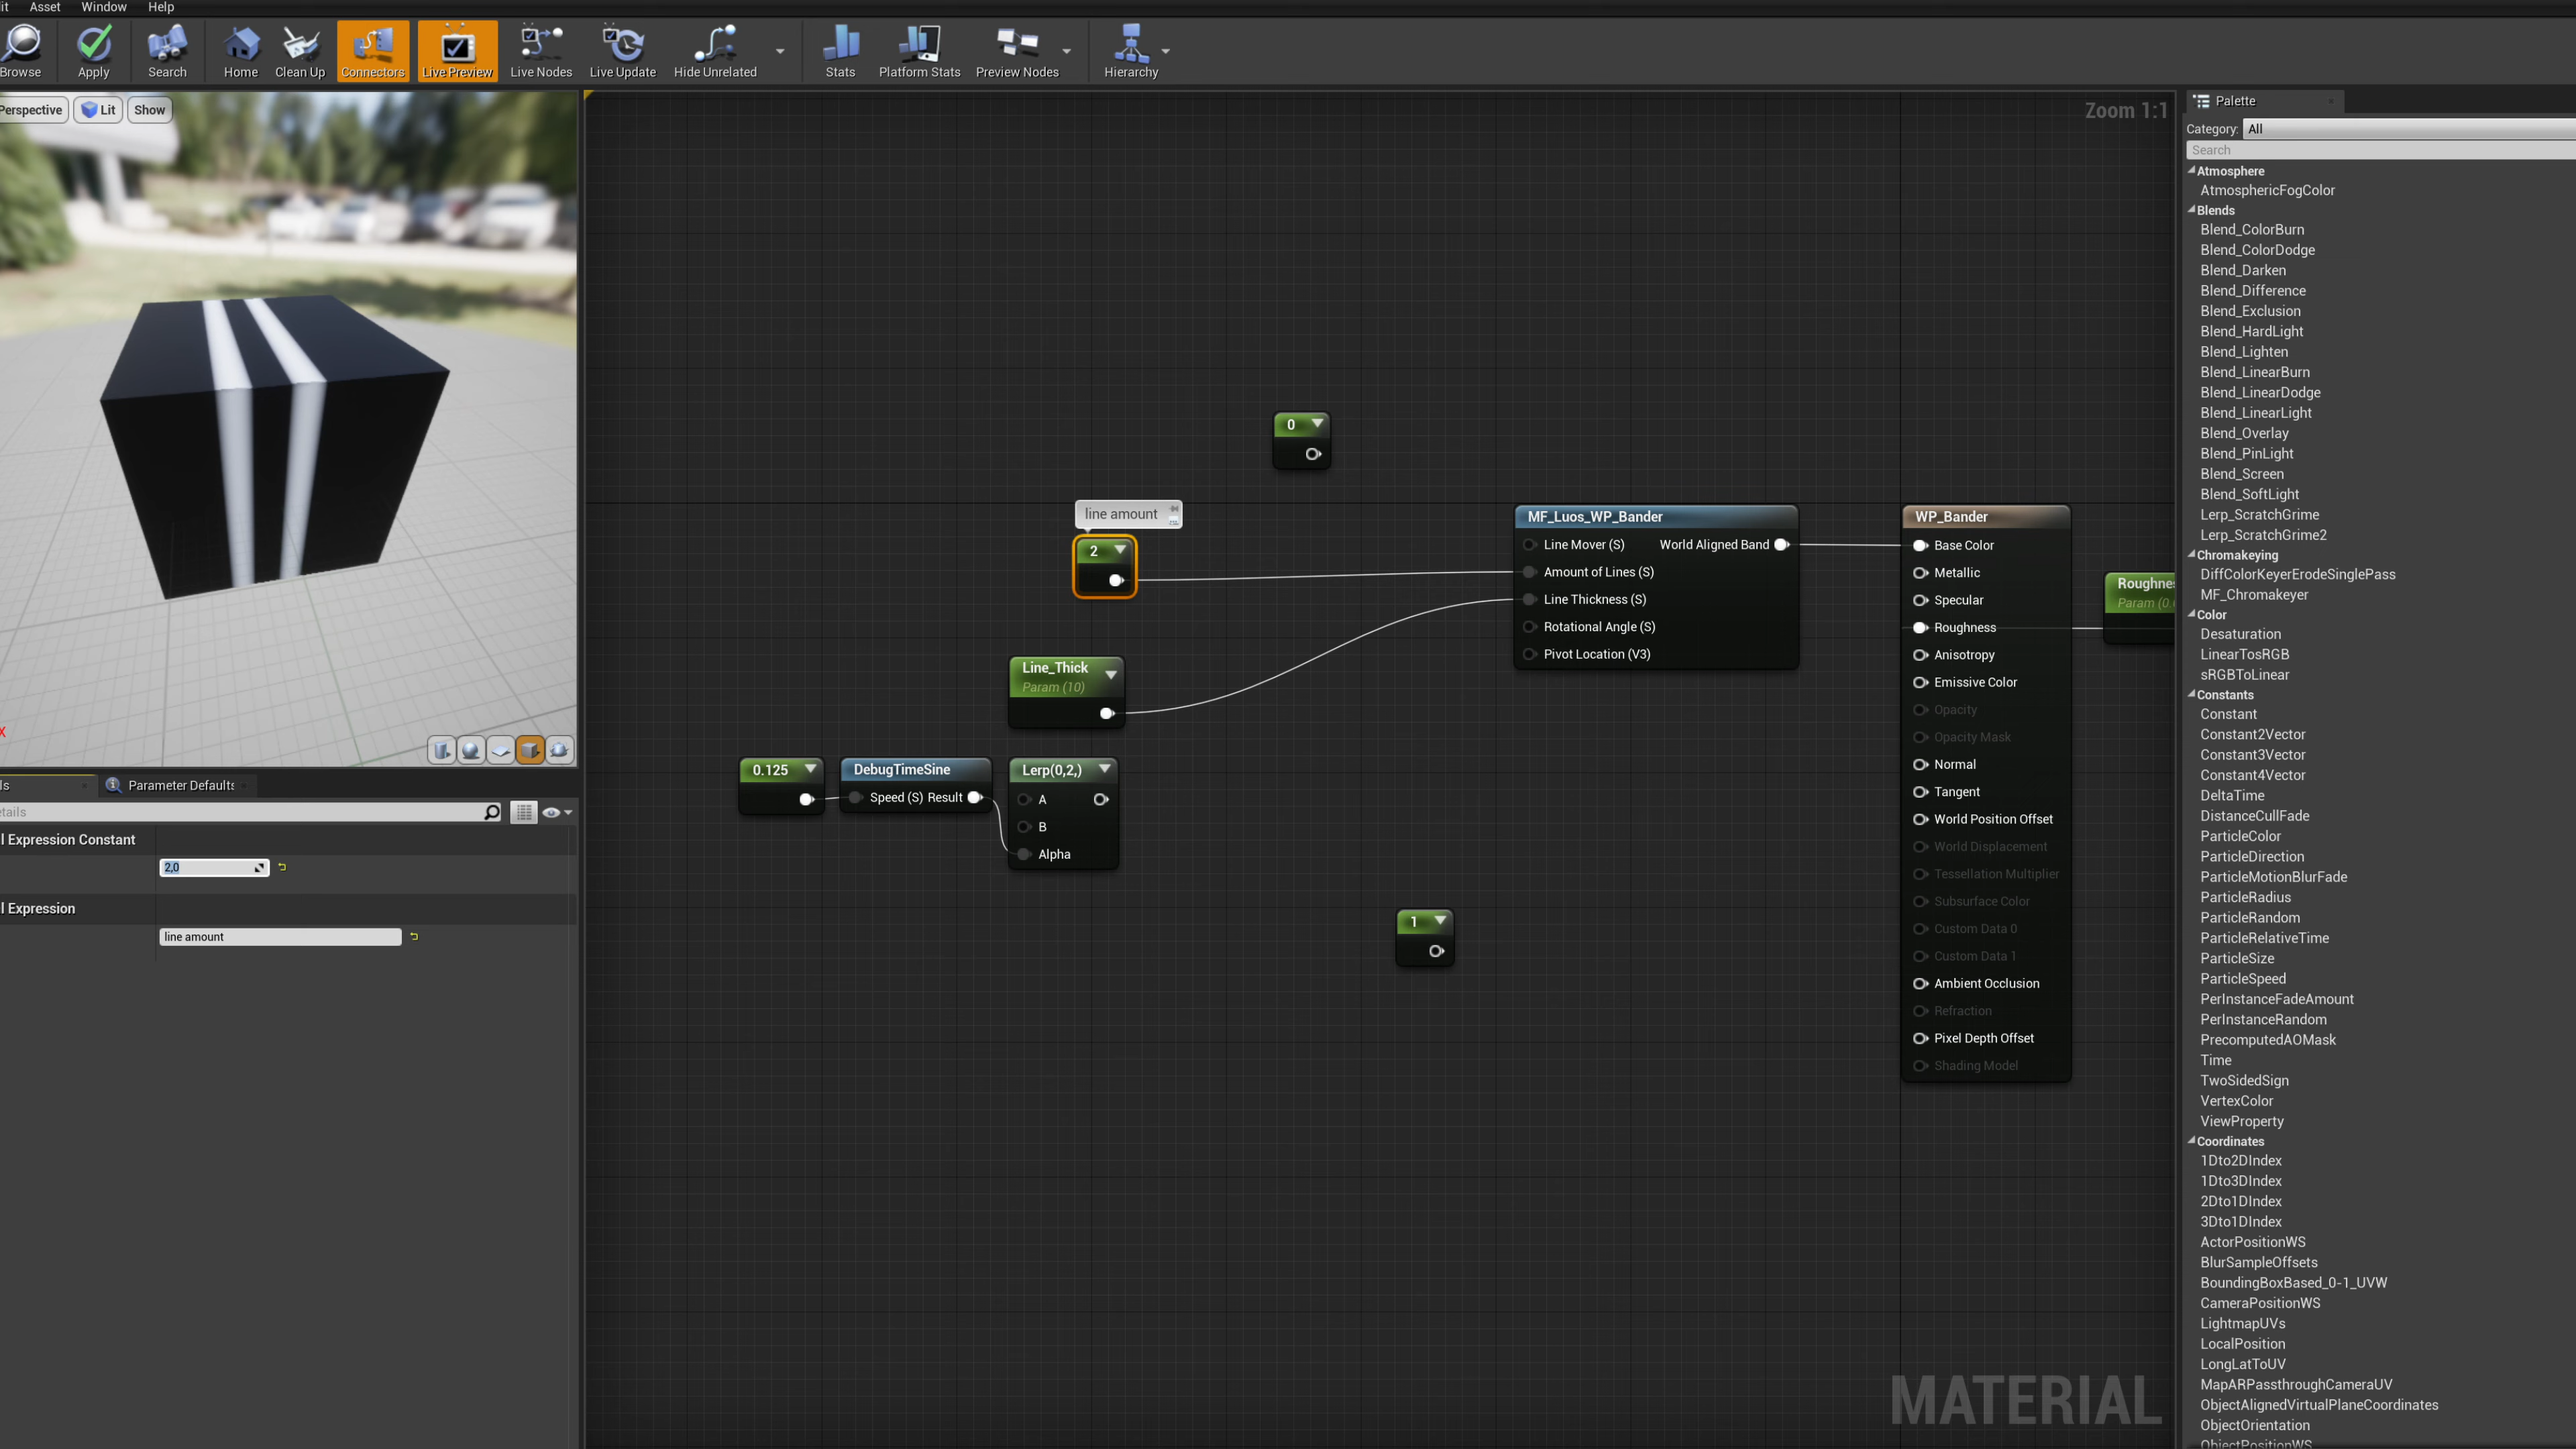 it Asset Window Help
Browse Apply Search Home Clean Up Connectors Live Preview Live Nodes Live Update Hide Unrelated Stats Platform Stats Preview Nodes Hierarchy
Perspective Lit Show
X
ls Parameter Defaults
etails
l Expression Constant
2,0
l Expression
line amount
Zoom 1:1
0
line amount
2
Line_Thick
Param (10)
0.125
DebugTimeSine
Speed (S) Result
Lerp(0,2,)
A
B
Alpha
1
MF_Luos_WP_Bander
Line Mover (S) World Aligned Band
Amount of Lines (S)
Line Thickness (S)
Rotational Angle (S)
Pivot Location (V3)
WP_Bander
Base Color
Metallic
Specular
Roughness
Anisotropy
Emissive Color
Opacity
Opacity Mask
Normal
Tangent
World Position Offset
World Displacement
Tessellation Multiplier
Subsurface Color
Custom Data 0
Custom Data 1
Ambient Occlusion
Refraction
Pixel Depth Offset
Shading Model
Roughnes
Param (0.
MATERIAL
Palette
Category: All
Search
Atmosphere
AtmosphericFogColor
Blends
Blend_ColorBurn
Blend_ColorDodge
Blend_Darken
Blend_Difference
Blend_Exclusion
Blend_HardLight
Blend_Lighten
Blend_LinearBurn
Blend_LinearDodge
Blend_LinearLight
Blend_Overlay
Blend_PinLight
Blend_Screen
Blend_SoftLight
Lerp_ScratchGrime
Lerp_ScratchGrime2
Chromakeying
DiffColorKeyerErodeSinglePass
MF_Chromakeyer
Color
Desaturation
LinearTosRGB
sRGBToLinear
Constants
Constant
Constant2Vector
Constant3Vector
Constant4Vector
DeltaTime
DistanceCullFade
ParticleColor
ParticleDirection
ParticleMotionBlurFade
ParticleRadius
ParticleRandom
ParticleRelativeTime
ParticleSize
ParticleSpeed
PerInstanceFadeAmount
PerInstanceRandom
PrecomputedAOMask
Time
TwoSidedSign
VertexColor
ViewProperty
Coordinates
1Dto2DIndex
1Dto3DIndex
2Dto1DIndex
3Dto1DIndex
ActorPositionWS
BlurSampleOffsets
BoundingBoxBased_0-1_UVW
CameraPositionWS
LightmapUVs
LocalPosition
LongLatToUV
MapARPassthroughCameraUV
ObjectAlignedVirtualPlaneCoordinates
ObjectOrientation
ObjectPositionWS